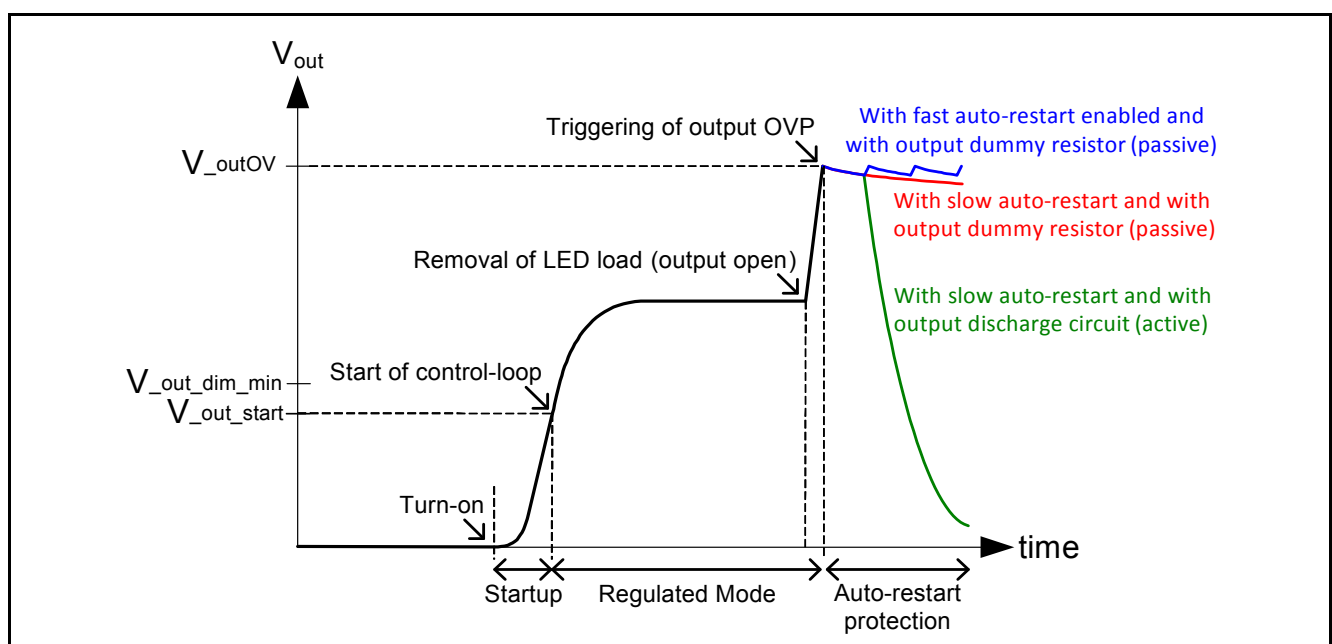 V_out
Triggering of output OVP
With fast auto-restart enabled and
with output dummy resistor (passive)
V_outOV
With slow auto-restart and with
output dummy resistor (passive)
Removal of LED load (output open)
With slow auto-restart and with
output discharge circuit (active)
Start of control-loop
V_out_dim_min
V_out_start
Turn-on
time
Startup
Regulated Mode
Auto-restart
protection